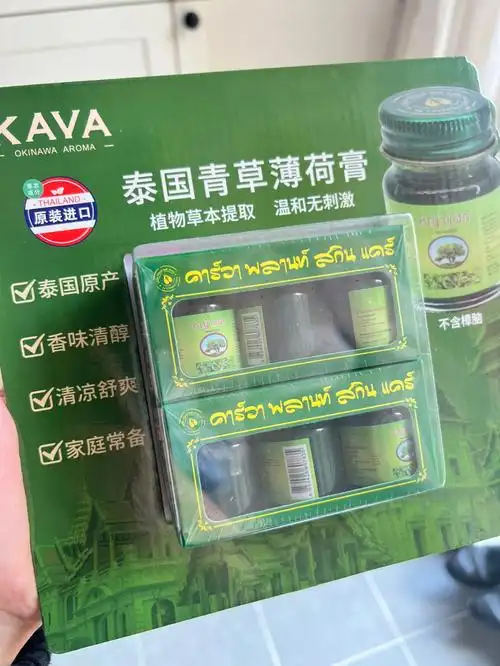 KAVA
OKINAWA AROMA
THAILAND
原装进口
泰国青草薄荷膏
植物草本提取 温和无刺激
泰国原产
香味清醇
清凉舒爽
家庭常备
คาร์วา พลานท์ สกิน แคร์
คาร์วา พลานท์ สกิน แคร์
不含樟脑